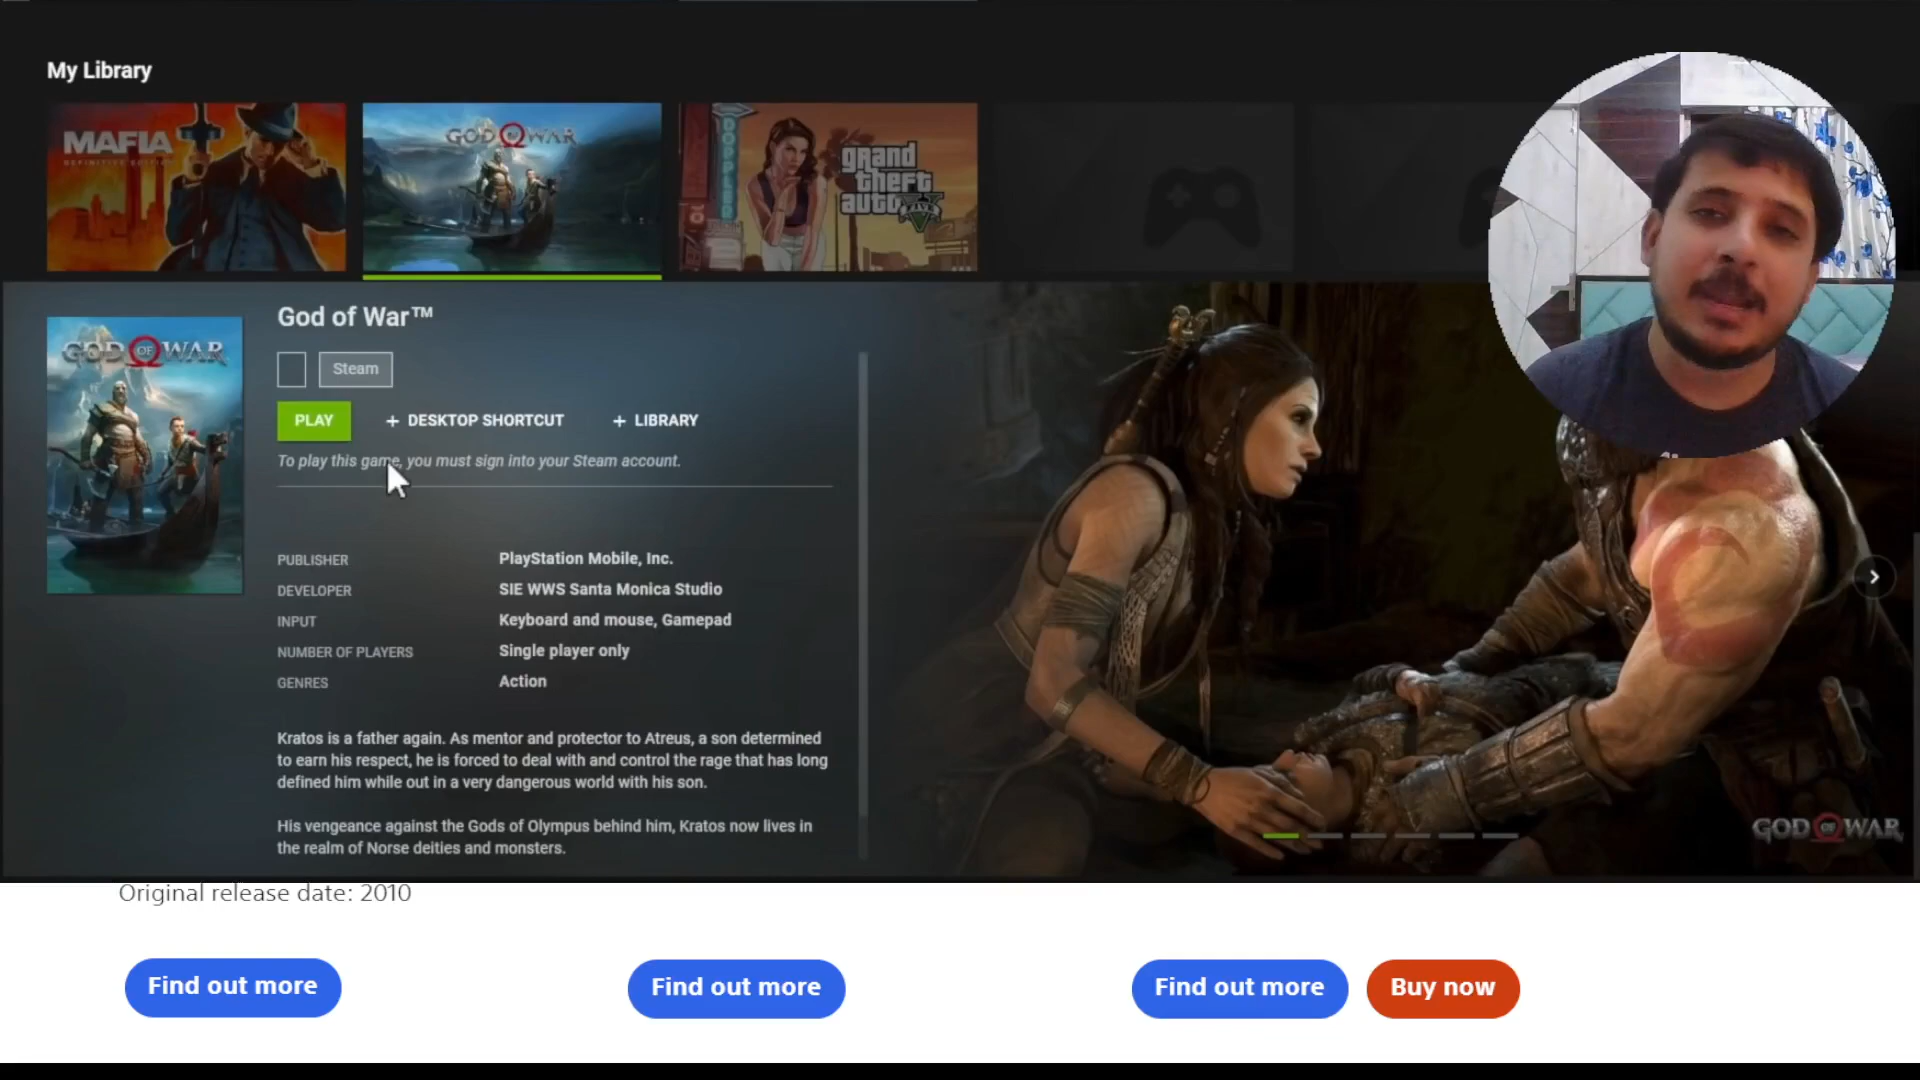 My Library
MAFIA
DEFINITIVE EDITION
GOD OF WAR
grand
theft
auto
FIVE
God of War™
GOD OF WAR
Steam
PLAY
+ DESKTOP SHORTCUT
+ LIBRARY
To play this game, you must sign into your Steam account.
PUBLISHER PlayStation Mobile, Inc.
DEVELOPER SIE WWS Santa Monica Studio
INPUT Keyboard and mouse, Gamepad
NUMBER OF PLAYERS Single player only
GENRES Action
Kratos is a father again. As mentor and protector to Atreus, a son determined
to earn his respect, he is forced to deal with and control the rage that has long
defined him while out in a very dangerous world with his son.
His vengeance against the Gods of Olympus behind him, Kratos now lives in
the realm of Norse deities and monsters.
GOD OF WAR
Original release date: 2010
Find out more
Find out more
Find out more
Buy now